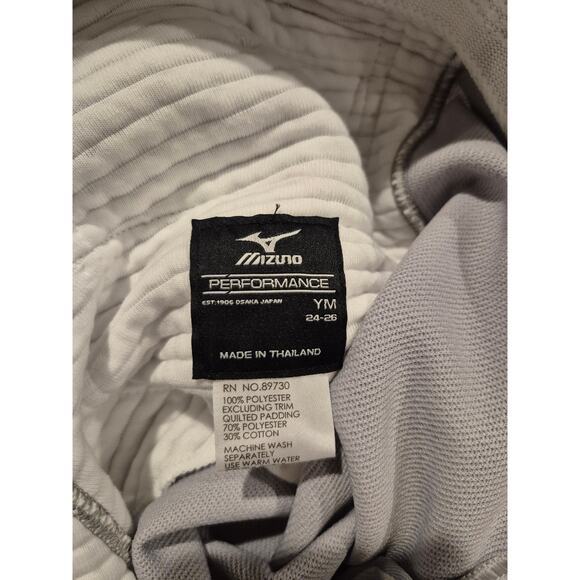 MIZUNO
PERFORMANCE
EST.1906 OSAKA JAPAN
YM
24-26
MADE IN THAILAND
RN NO.89730
100% POLYESTER
EXCLUDING TRIM
QUILTED PADDING
70% POLYESTER
30% COTTON
MACHINE WASH
SEPARATELY
USE WARM WATER